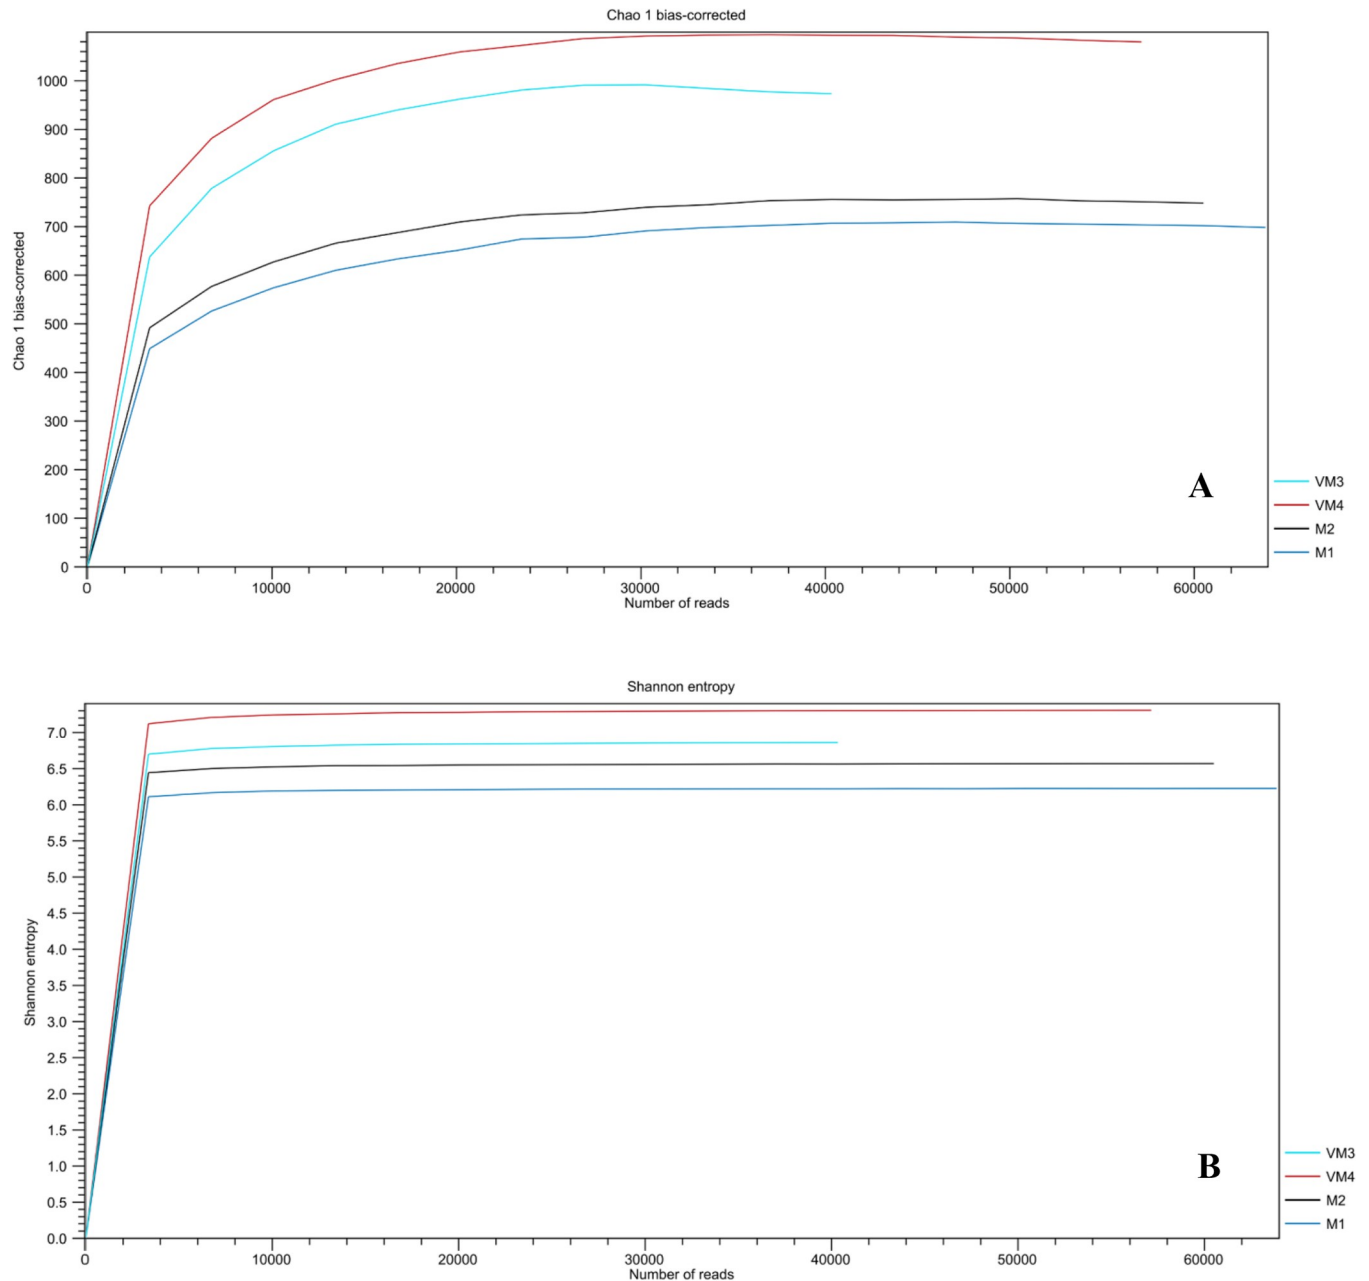 Chao 1 bias-corrected
1000
900
800
700
600
500
400
300
200
100
0
Chao 1 bias-corrected
0 10000 20000 30000 40000 50000 60000
Number of reads
A
VM3
VM4
M2
M1
Shannon entropy
7.0
6.5
6.0
5.5
5.0
4.5
4.0
3.5
3.0
2.5
2.0
1.5
1.0
0.5
0.0
Shannon entropy
0 10000 20000 30000 40000 50000 60000
Number of reads
B
VM3
VM4
M2
M1